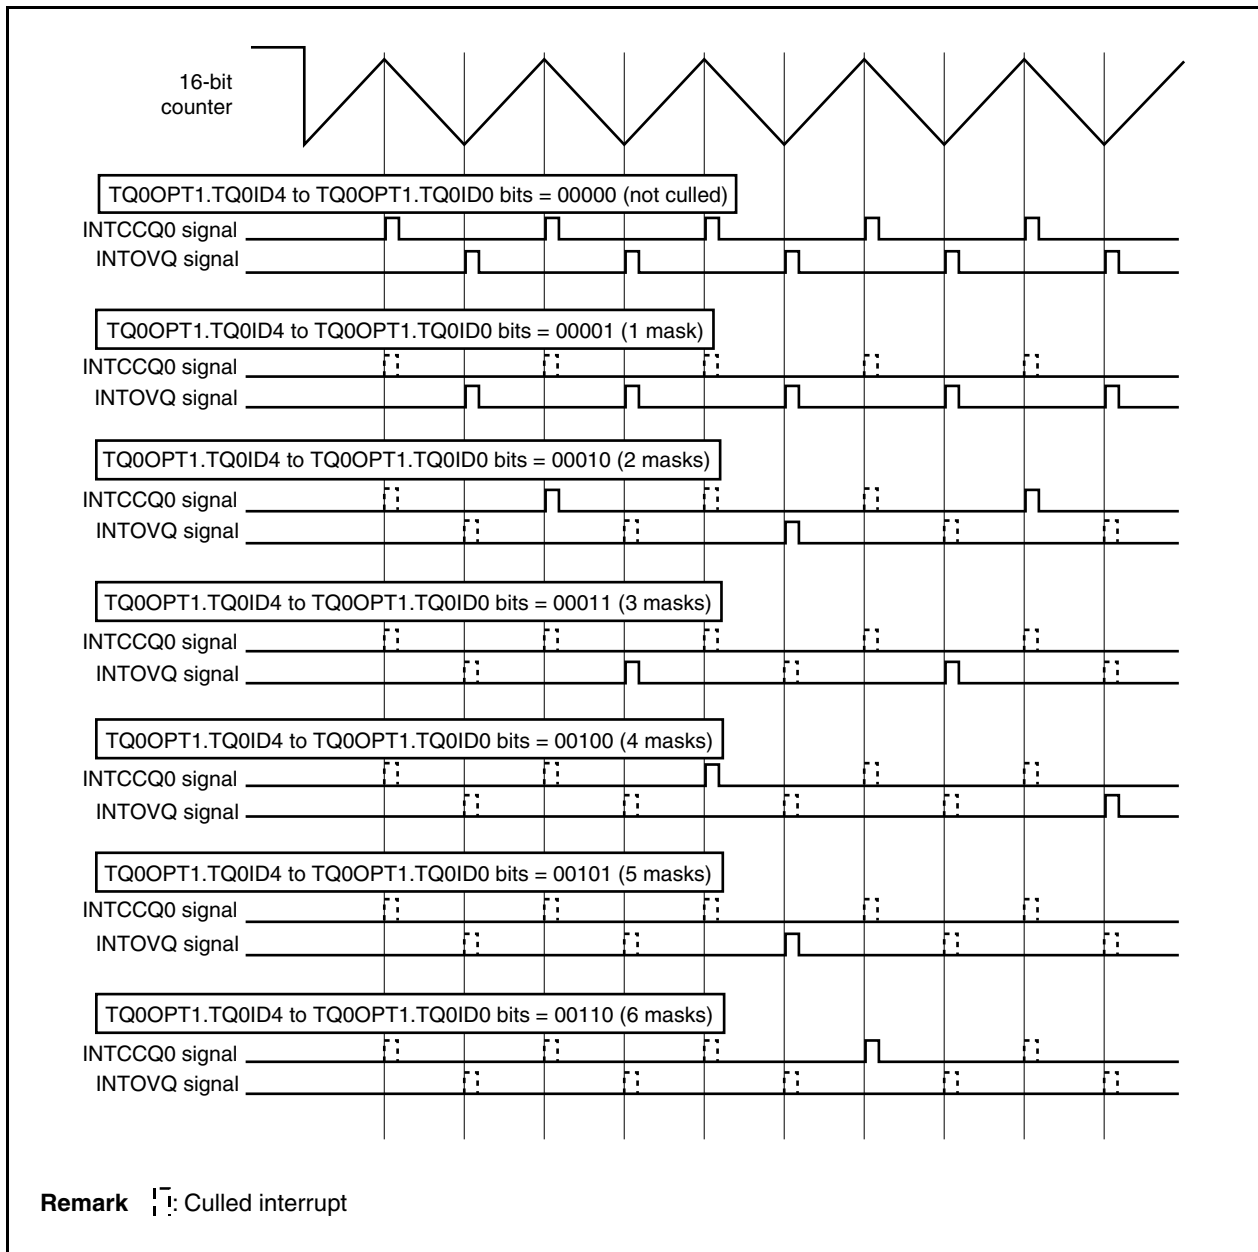 16-bit
counter
TQ0OPT1.TQ0ID4 to TQ0OPT1.TQ0ID0 bits = 00000 (not culled)
INTCCQ0 signal
INTOVQ signal
TQ0OPT1.TQ0ID4 to TQ0OPT1.TQ0ID0 bits = 00001 (1 mask)
INTCCQ0 signal
INTOVQ signal
TQ0OPT1.TQ0ID4 to TQ0OPT1.TQ0ID0 bits = 00010 (2 masks)
INTCCQ0 signal
INTOVQ signal
TQ0OPT1.TQ0ID4 to TQ0OPT1.TQ0ID0 bits = 00011 (3 masks)
INTCCQ0 signal
INTOVQ signal
TQ0OPT1.TQ0ID4 to TQ0OPT1.TQ0ID0 bits = 00100 (4 masks)
INTCCQ0 signal
INTOVQ signal
TQ0OPT1.TQ0ID4 to TQ0OPT1.TQ0ID0 bits = 00101 (5 masks)
INTCCQ0 signal
INTOVQ signal
TQ0OPT1.TQ0ID4 to TQ0OPT1.TQ0ID0 bits = 00110 (6 masks)
INTCCQ0 signal
INTOVQ signal
Remark : Culled interrupt